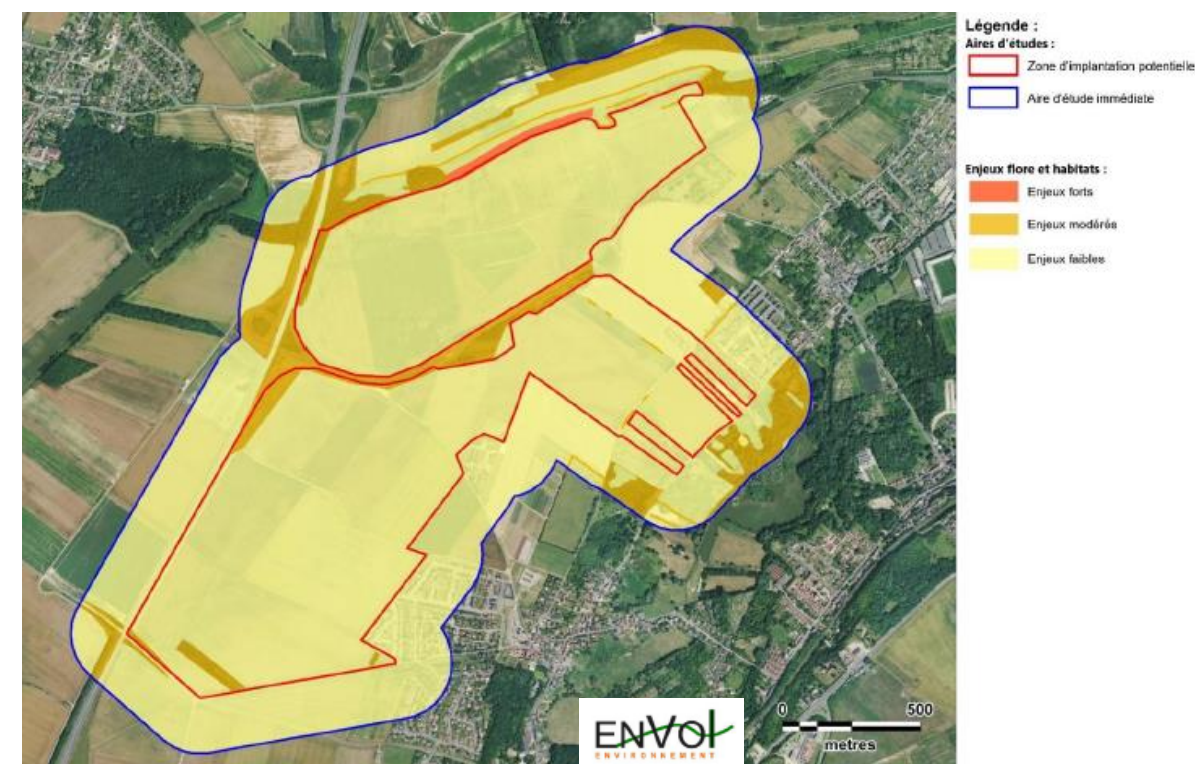 Légende :
Aires d'études :
Zone d'implantation potentielle
Aire d'étude immédiate
Enjeux flore et habitats :
Enjeux forts
Enjeux modérés
Enjeux faibles
0 500
metres
ENVOL
ENVIRONNEMENT